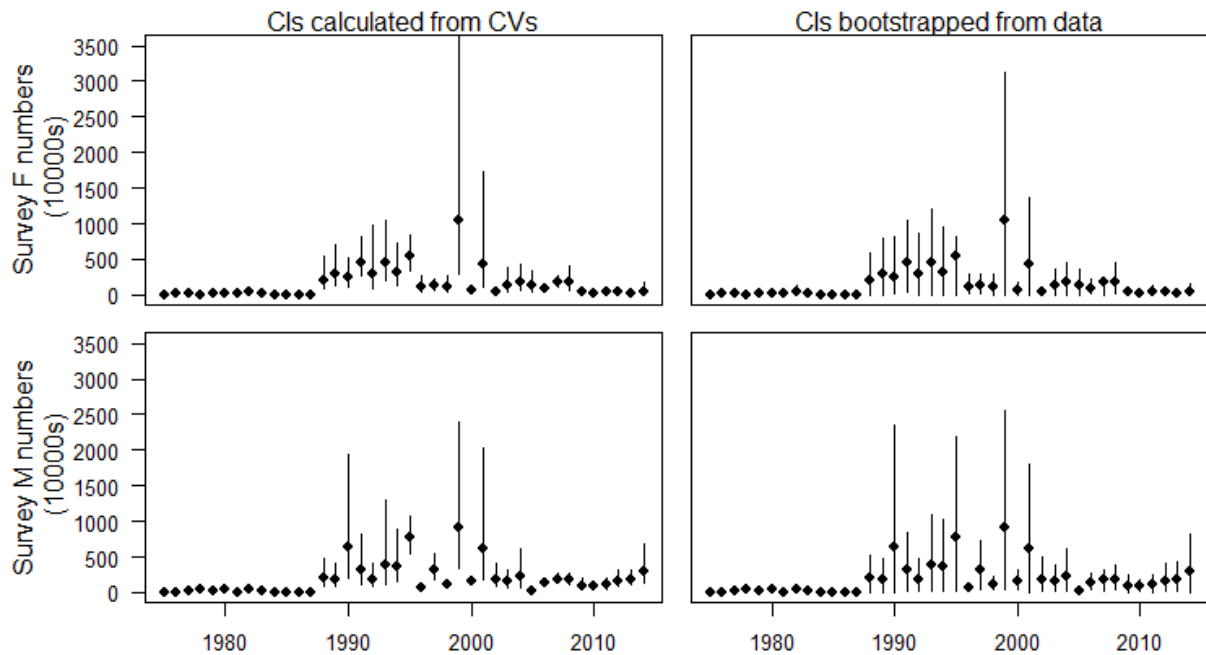 CIs calculated from CVs
CIs bootstrapped from data
Survey F numbers
(10000s)
3500
3000
2500
2000
1500
1000
500
0
Survey M numbers
(10000s)
3500
3000
2500
2000
1500
1000
500
0
1980 1990 2000 2010
1980 1990 2000 2010